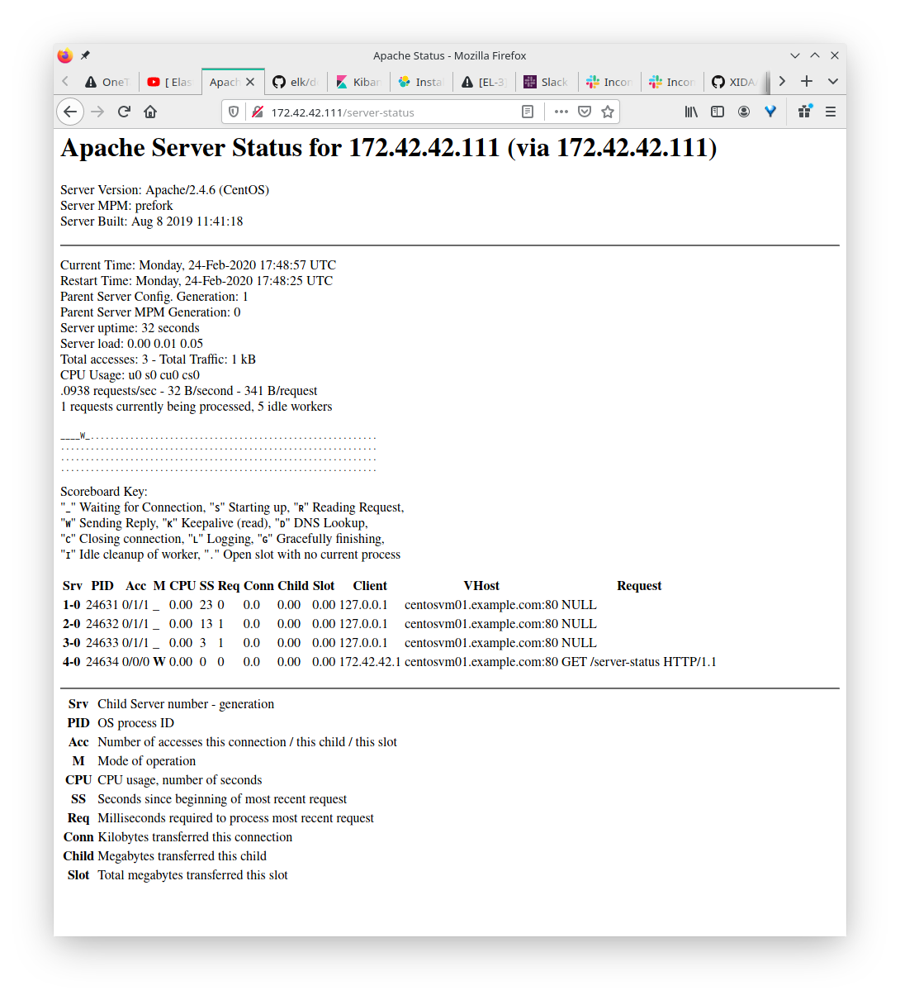 Apache Status - Mozilla Firefox
OneT [ Elas Apach elk/d Kibar Instal [EL-3] Slack Incon Incon XIDA/
172.42.42.111/server-status
Apache Server Status for 172.42.42.111 (via 172.42.42.111)
Server Version: Apache/2.4.6 (CentOS)
Server MPM: prefork
Server Built: Aug 8 2019 11:41:18
Current Time: Monday, 24-Feb-2020 17:48:57 UTC
Restart Time: Monday, 24-Feb-2020 17:48:25 UTC
Parent Server Config. Generation: 1
Parent Server MPM Generation: 0
Server uptime: 32 seconds
Server load: 0.00 0.01 0.05
Total accesses: 3 - Total Traffic: 1 kB
CPU Usage: u0 s0 cu0 cs0
.0938 requests/sec - 32 B/second - 341 B/request
1 requests currently being processed, 5 idle workers
____W_..........................................................
................................................................
................................................................
................................................................
Scoreboard Key:
"_" Waiting for Connection, "S" Starting up, "R" Reading Request,
"W" Sending Reply, "K" Keepalive (read), "D" DNS Lookup,
"C" Closing connection, "L" Logging, "G" Gracefully finishing,
"I" Idle cleanup of worker, "." Open slot with no current process
Srv PID Acc M CPU SS Req Conn Child Slot Client VHost Request
1-0 24631 0/1/1 _ 0.00 23 0 0.0 0.00 0.00 127.0.0.1 centosvm01.example.com:80 NULL
2-0 24632 0/1/1 _ 0.00 13 1 0.0 0.00 0.00 127.0.0.1 centosvm01.example.com:80 NULL
3-0 24633 0/1/1 _ 0.00 3 1 0.0 0.00 0.00 127.0.0.1 centosvm01.example.com:80 NULL
4-0 24634 0/0/0 W 0.00 0 0 0.0 0.00 0.00 172.42.42.1 centosvm01.example.com:80 GET /server-status HTTP/1.1
Srv Child Server number - generation
PID OS process ID
Acc Number of accesses this connection / this child / this slot
M Mode of operation
CPU CPU usage, number of seconds
SS Seconds since beginning of most recent request
Req Milliseconds required to process most recent request
Conn Kilobytes transferred this connection
Child Megabytes transferred this child
Slot Total megabytes transferred this slot